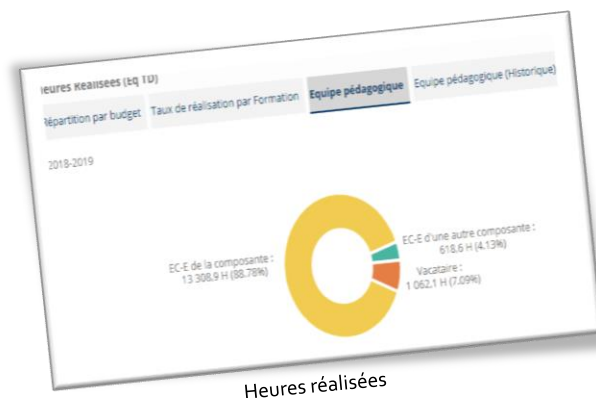 Heures Réalisées (Eq TD)
Répartition par budget Taux de réalisation par Formation Equipe pédagogique Equipe pédagogique (Historique)
2018-2019
EC-E de la composante :
13 308,9 H (88.78%)
EC-E d'une autre composante :
618,6 H (4.13%)
Vacataire :
1 062,1 H (7.09%)
Heures réalisées